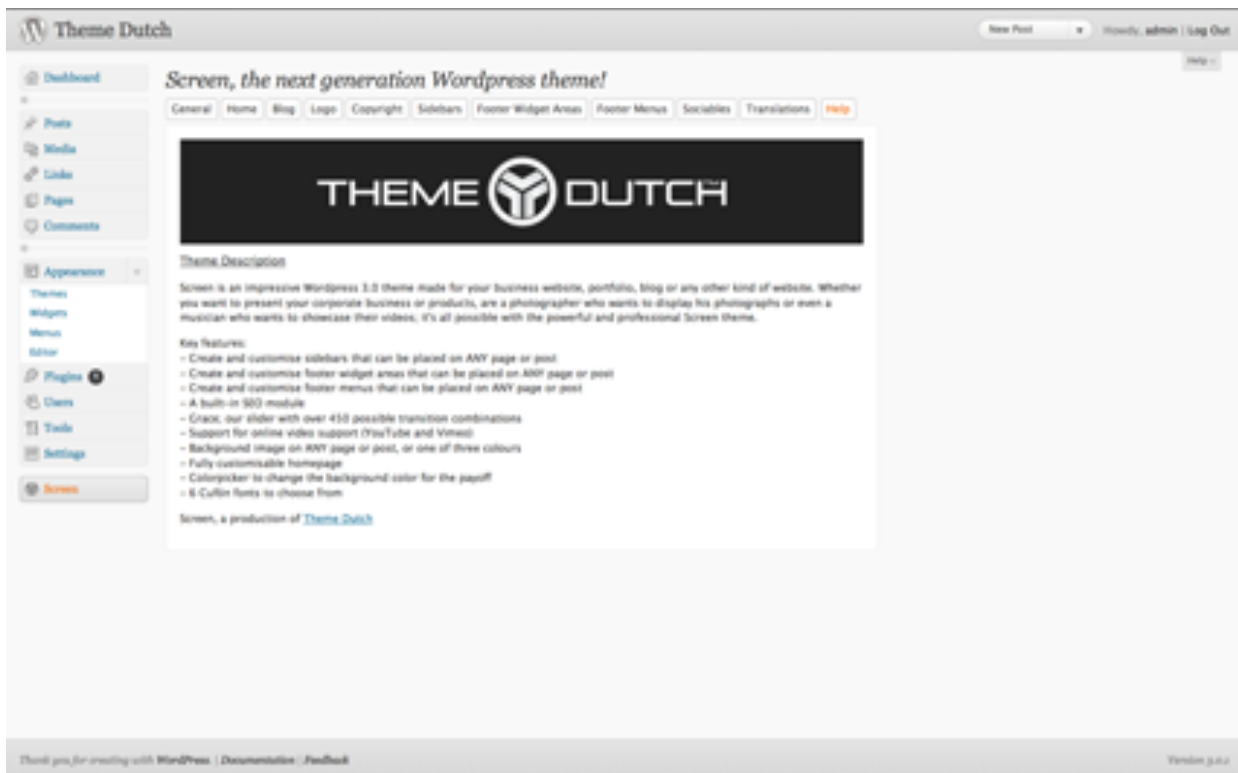 Theme Dutch
New Post
Howdy, admin | Log Out
Help
Dashboard
Posts
Media
Links
Pages
Comments
Appearance
Themes
Widgets
Menus
Editor
Plugins
Users
Tools
Settings
Screen
Screen, the next generation Wordpress theme!
General Home Blog Logo Copyright Sidebars Footer Widget Areas Footer Menus Sociables Translations Help
THEME DUTCH
Theme Description
Screen is an impressive Wordpress 3.0 theme made for your business website, portfolio, blog or any other kind of website. Whether
you want to present your corporate business or products, are a photographer who wants to display his photographs or even a
musician who wants to showcase their videos; it's all possible with the powerful and professional Screen theme.
Key features:
– Create and customise sidebars that can be placed on ANY page or post
– Create and customise footer widget areas that can be placed on ANY page or post
– Create and customise footer menus that can be placed on ANY page or post
– A built-in SEO module
– Grace, our slider with over 450 possible transition combinations
– Support for online video support (YouTube and Vimeo)
– Background image on ANY page or post, or one of three colours
– Fully customisable homepage
– Colorpicker to change the background color for the payoff
– 6 Cufón fonts to choose from
Screen, a production of Theme Dutch
Thank you for creating with WordPress. | Documentation | Feedback
Version